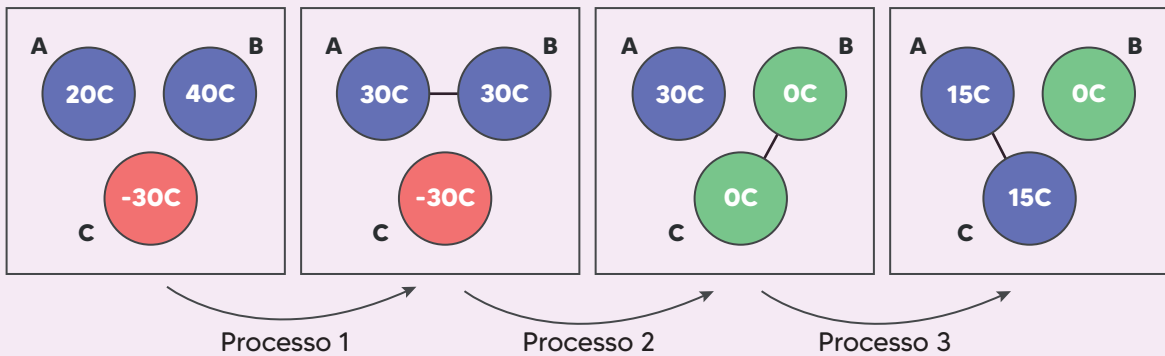 A
B
20C
40C
-30C
C
A
B
30C
30C
-30C
C
A
B
30C
0C
0C
C
A
B
15C
0C
15C
C
Processo 1
Processo 2
Processo 3